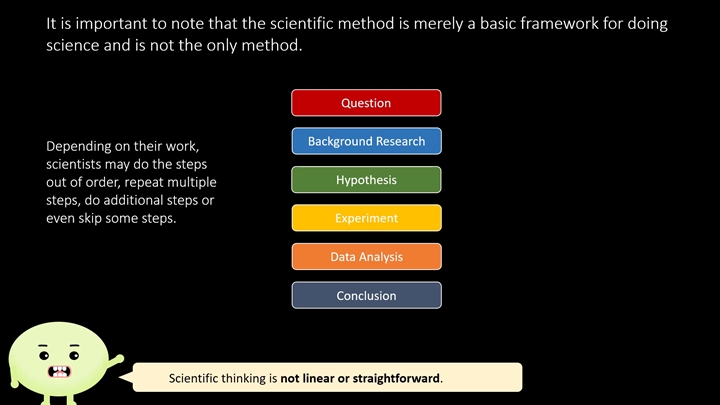 It is important to note that the scientific method is merely a basic framework for doing
science and is not the only method.
Question
Background Research
Hypothesis
Experiment
Data Analysis
Conclusion
Depending on their work,
scientists may do the steps
out of order, repeat multiple
steps, do additional steps or
even skip some steps.
Scientific thinking is not linear or straightforward.